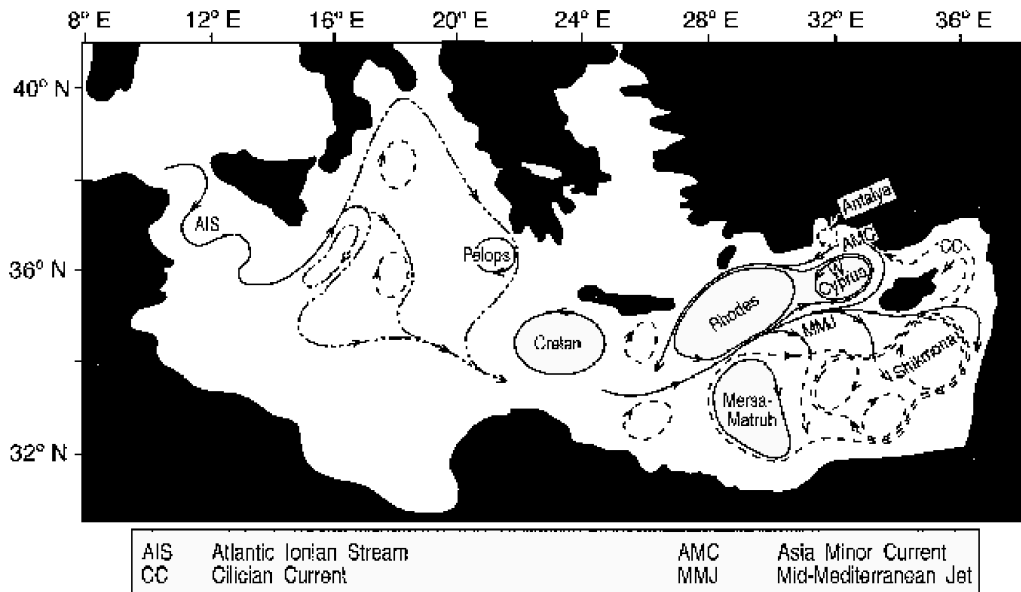 8° E 12° E 16° E 20° E 24° E 28° E 32° E 36° E
40° N
38° N
36° N
32° N
AIS
Pelops
Cretan
Rhodes
Mersa-
Matruh
Antalya
AMC
W
Cyprus
CC
MMJ
Shikmona
AIS Atlantic Ionian Stream
CC Cilician Current
AMC Asia Minor Current
MMJ Mid-Mediterranean Jet